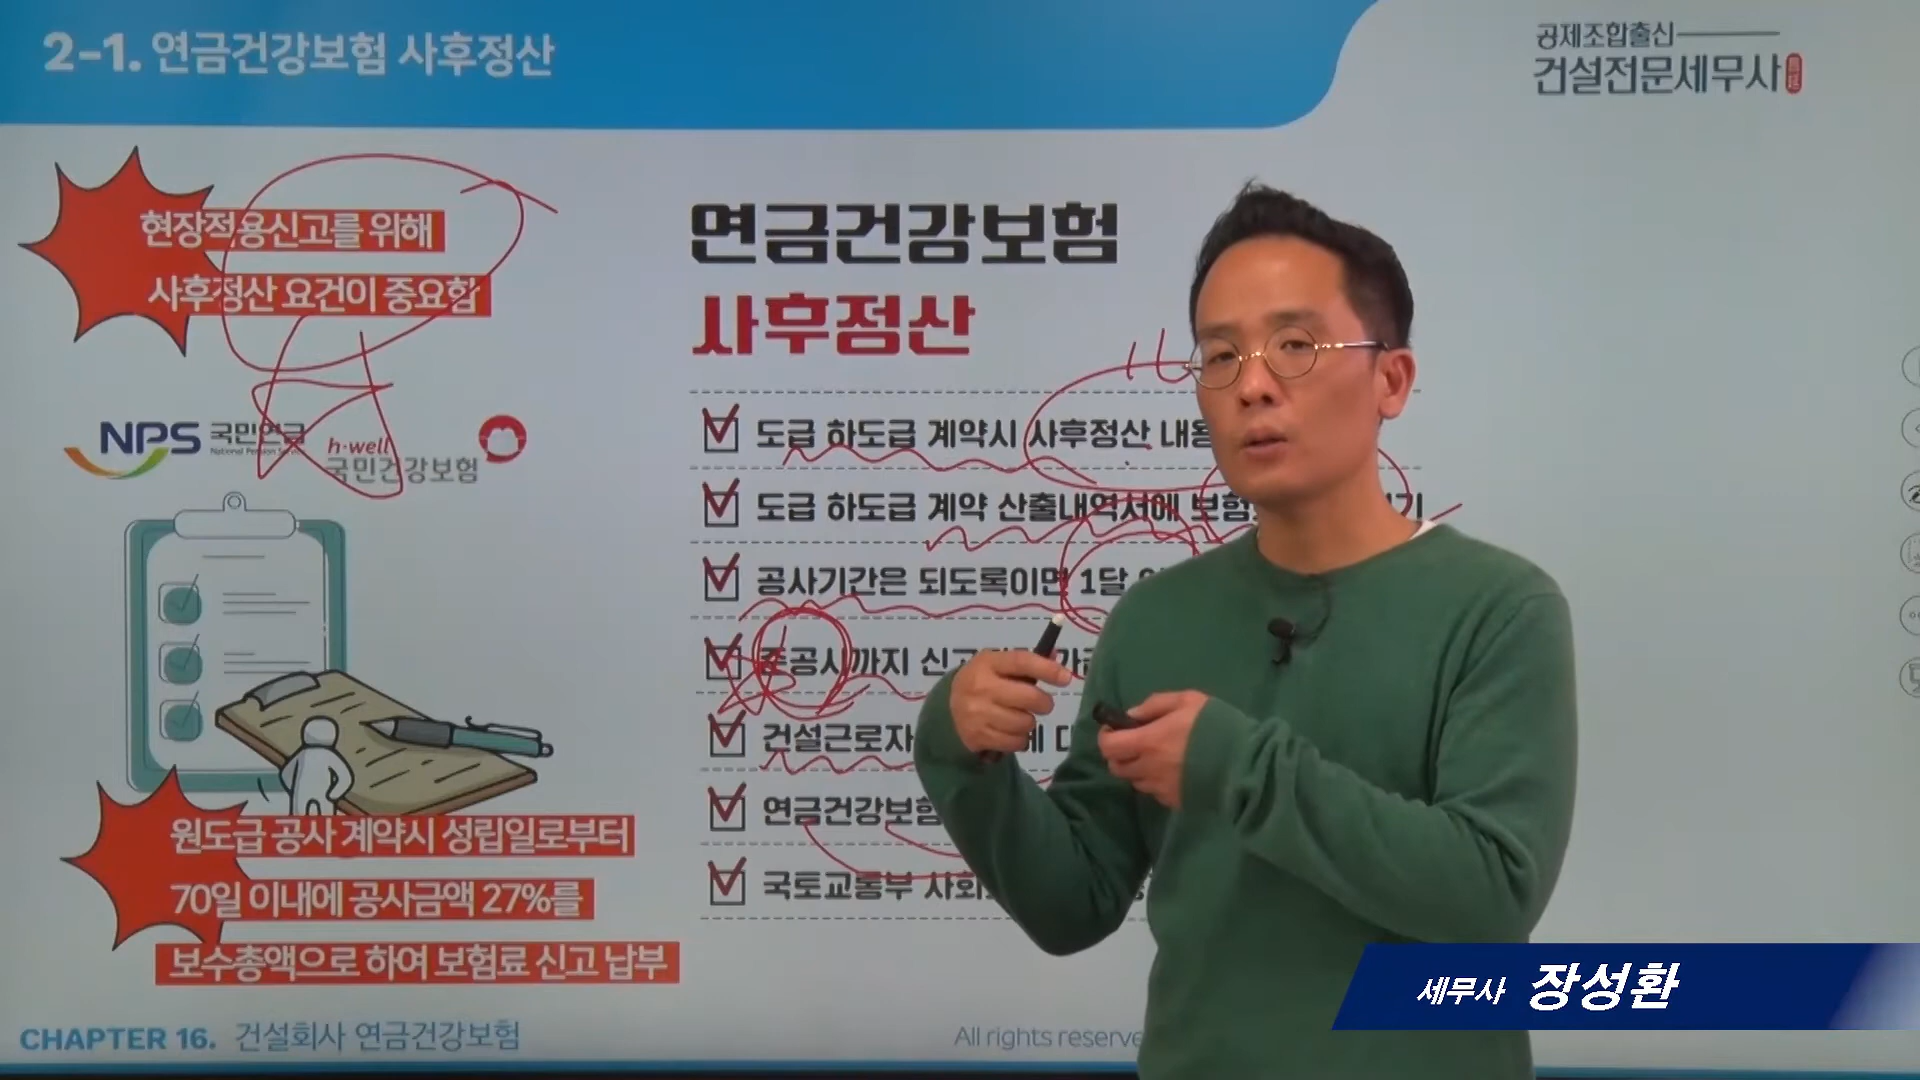 2-1. 연금건강보험 사후정산
공제조합출신
건설전문세무사
현장적용신고를 위해
사후정산 요건이 중요함
연금건강보험
사후정산
NPS 국민연금
h·well
국민건강보험
도급 하도급 계약시 사후정산 내용
도급 하도급 계약 산출내역서에 보험
공사기간은 되도록이면 1달
준공시까지 신고
건설근로자
연금건강보험
국토교통부 사회
원도급 공사 계약시 성립일로부터
70일 이내에 공사금액 27%를
보수총액으로 하여 보험료 신고 납부
세무사 장성환
CHAPTER 16. 건설회사 연금건강보험
All rights reserve